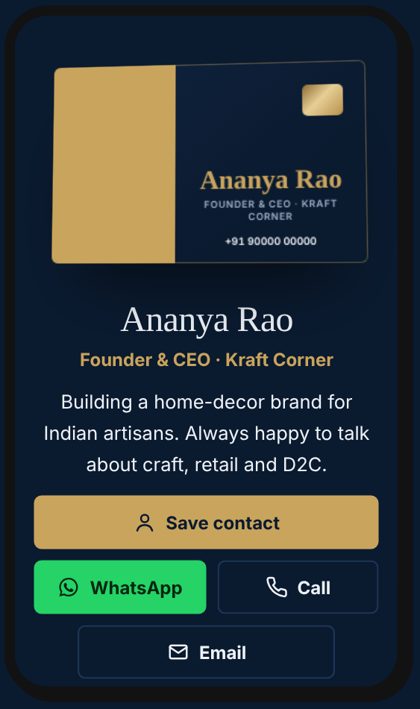 Ananya Rao
FOUNDER & CEO · KRAFT
CORNER
+91 90000 00000
Ananya Rao
Founder & CEO · Kraft Corner
Building a home-decor brand for
Indian artisans. Always happy to talk
about craft, retail and D2C.
Save contact
WhatsApp
Call
Email